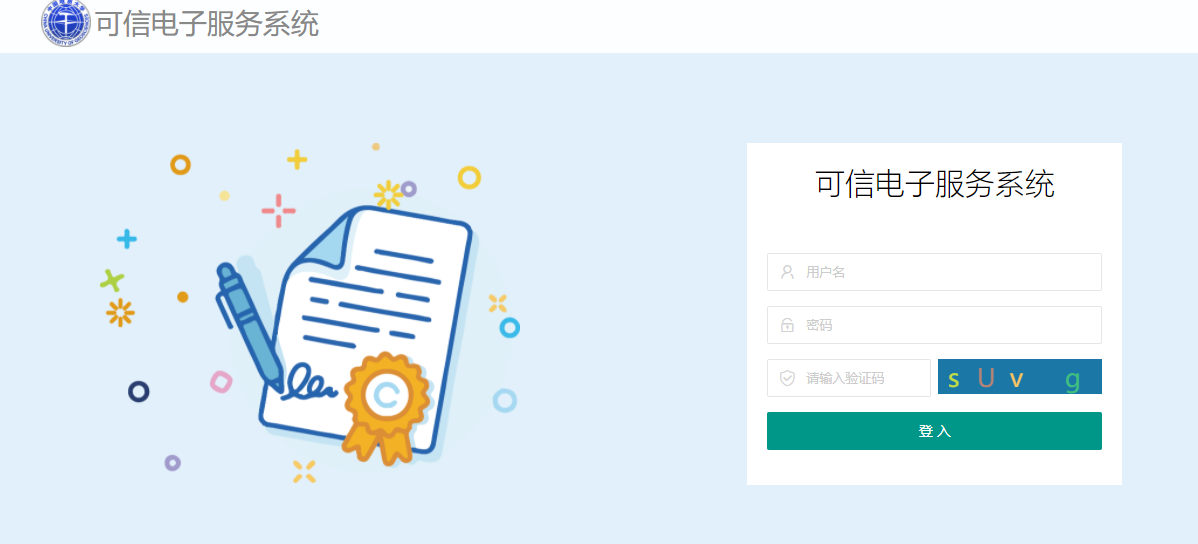 可信电子服务系统
可信电子服务系统
用户名
密码
请输入验证码
s U v g
登 入